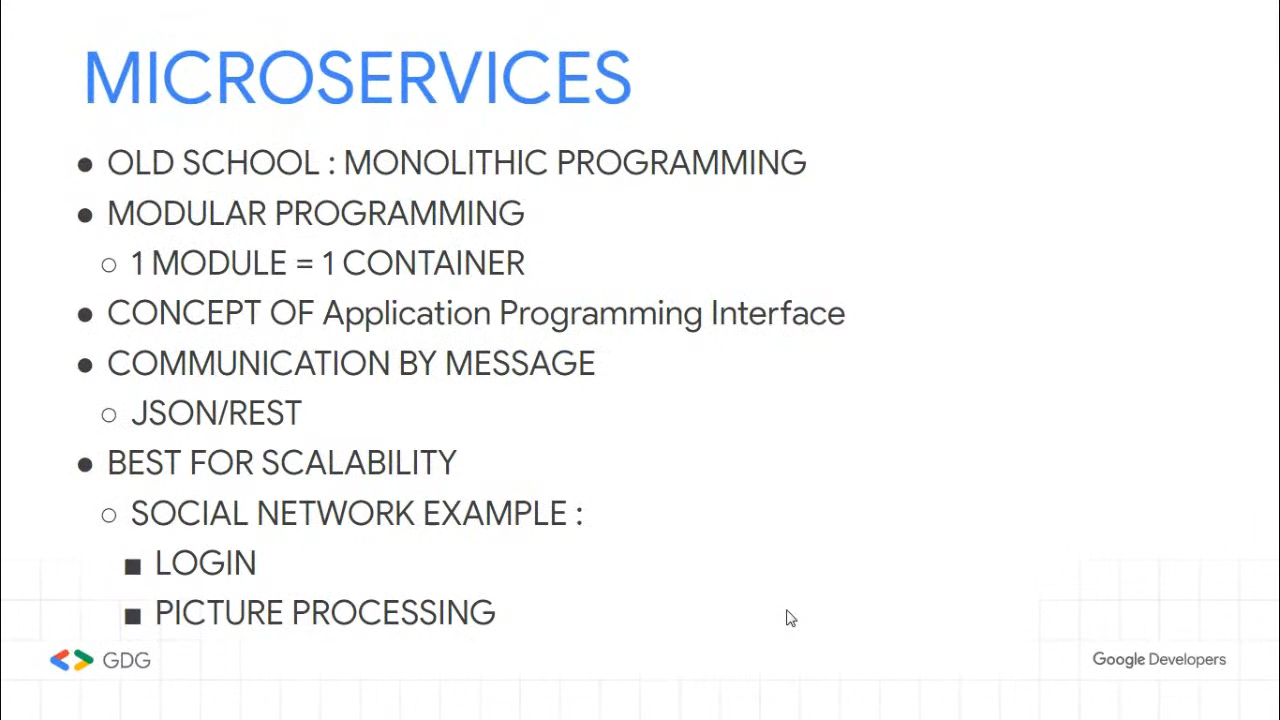 MICROSERVICES
● OLD SCHOOL : MONOLITHIC PROGRAMMING
● MODULAR PROGRAMMING
○ 1 MODULE = 1 CONTAINER
● CONCEPT OF Application Programming Interface
● COMMUNICATION BY MESSAGE
○ JSON/REST
● BEST FOR SCALABILITY
○ SOCIAL NETWORK EXAMPLE :
■ LOGIN
■ PICTURE PROCESSING
GDG
Google Developers